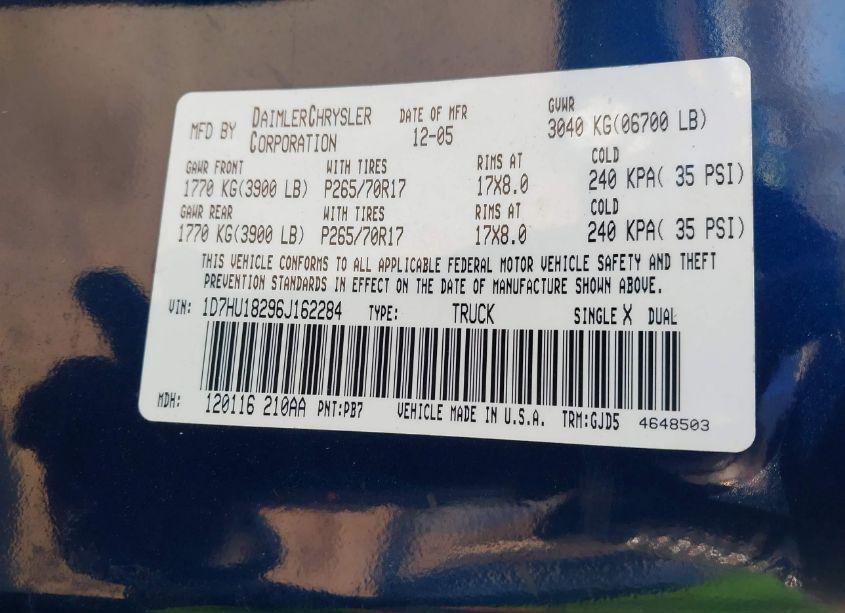 MFD BY DAIMLERCHRYSLER CORPORATION DATE OF MFR 12-05 GVWR 3040 KG(06700 LB)
GAWR FRONT WITH TIRES RIMS AT COLD
1770 KG(3900 LB) P265/70R17 17X8.0 240 KPA( 35 PSI)
GAWR REAR WITH TIRES RIMS AT COLD
1770 KG(3900 LB) P265/70R17 17X8.0 240 KPA( 35 PSI)
THIS VEHICLE CONFORMS TO ALL APPLICABLE FEDERAL MOTOR VEHICLE SAFETY AND THEFT
PREVENTION STANDARDS IN EFFECT ON THE DATE OF MANUFACTURE SHOWN ABOVE.
VIN: 1D7HU18296J162284 TYPE: TRUCK SINGLE X DUAL
MDH: 120116 210AA PNT:PB7 VEHICLE MADE IN U.S.A. TRM:GJD5 4648503